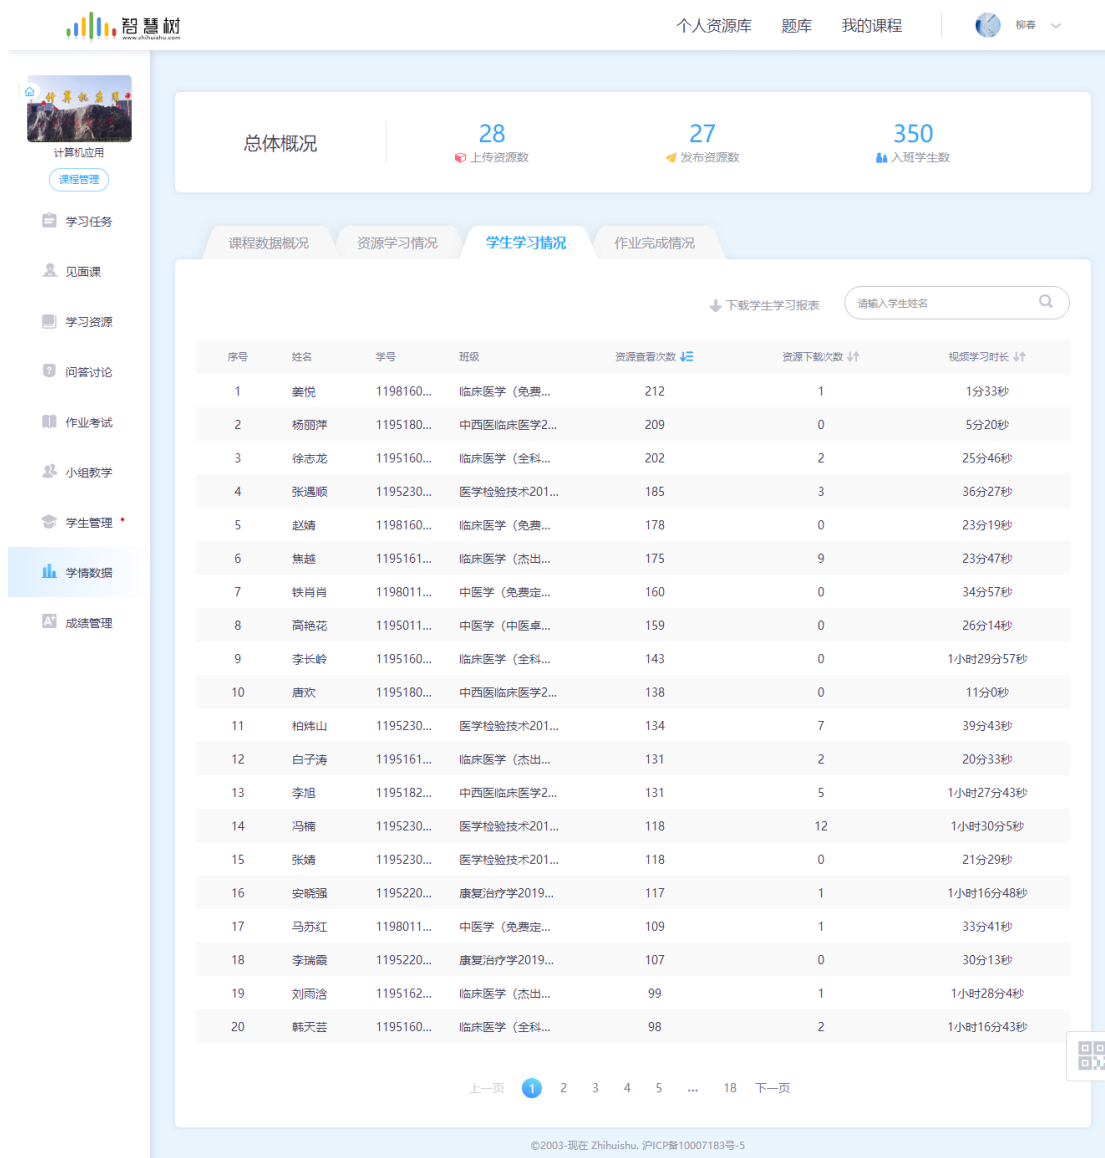 智慧树
www.zhihuishu.com
个人资源库 题库 我的课程 柳春
计算机应用
课程管理
学习任务
见面课
学习资源
问答讨论
作业考试
小组教学
学生管理
学情数据
成绩管理
总体概况
28 上传资源数
27 发布资源数
350 入班学生数
课程数据概况 资源学习情况 学生学习情况 作业完成情况
下载学生学习报表 请输入学生姓名
序号 姓名 学号 班级 资源查看次数 资源下载次数 视频学习时长
1 姜悦 1198160... 临床医学（免费... 212 1 1分33秒
2 杨丽萍 1195180... 中西医临床医学2... 209 0 5分20秒
3 徐志龙 1195160... 临床医学（全科... 202 2 25分46秒
4 张遇顺 1195230... 医学检验技术201... 185 3 36分27秒
5 赵婧 1198160... 临床医学（免费... 178 0 23分19秒
6 焦越 1195161... 临床医学（杰出... 175 9 23分47秒
7 铁肖肖 1198011... 中医学（免费定... 160 0 34分57秒
8 高艳花 1195011... 中医学（中医卓... 159 0 26分14秒
9 李长岭 1195160... 临床医学（全科... 143 0 1小时29分57秒
10 唐欢 1195180... 中西医临床医学2... 138 0 11分0秒
11 柏炜山 1195230... 医学检验技术201... 134 7 39分43秒
12 白子涛 1195161... 临床医学（杰出... 131 2 20分33秒
13 李旭 1195182... 中西医临床医学2... 131 5 1小时27分43秒
14 冯楠 1195230... 医学检验技术201... 118 12 1小时30分5秒
15 张婧 1195230... 医学检验技术201... 118 0 21分29秒
16 安晓强 1195220... 康复治疗学2019... 117 1 1小时16分48秒
17 马苏红 1198011... 中医学（免费定... 109 1 33分41秒
18 李瑞霞 1195220... 康复治疗学2019... 107 0 30分13秒
19 刘雨浛 1195162... 临床医学（杰出... 99 1 1小时28分4秒
20 韩天芸 1195160... 临床医学（全科... 98 2 1小时16分43秒
上一页 1 2 3 4 5 ... 18 下一页
©2003-现在 Zhihuishu. 沪ICP备10007183号-5